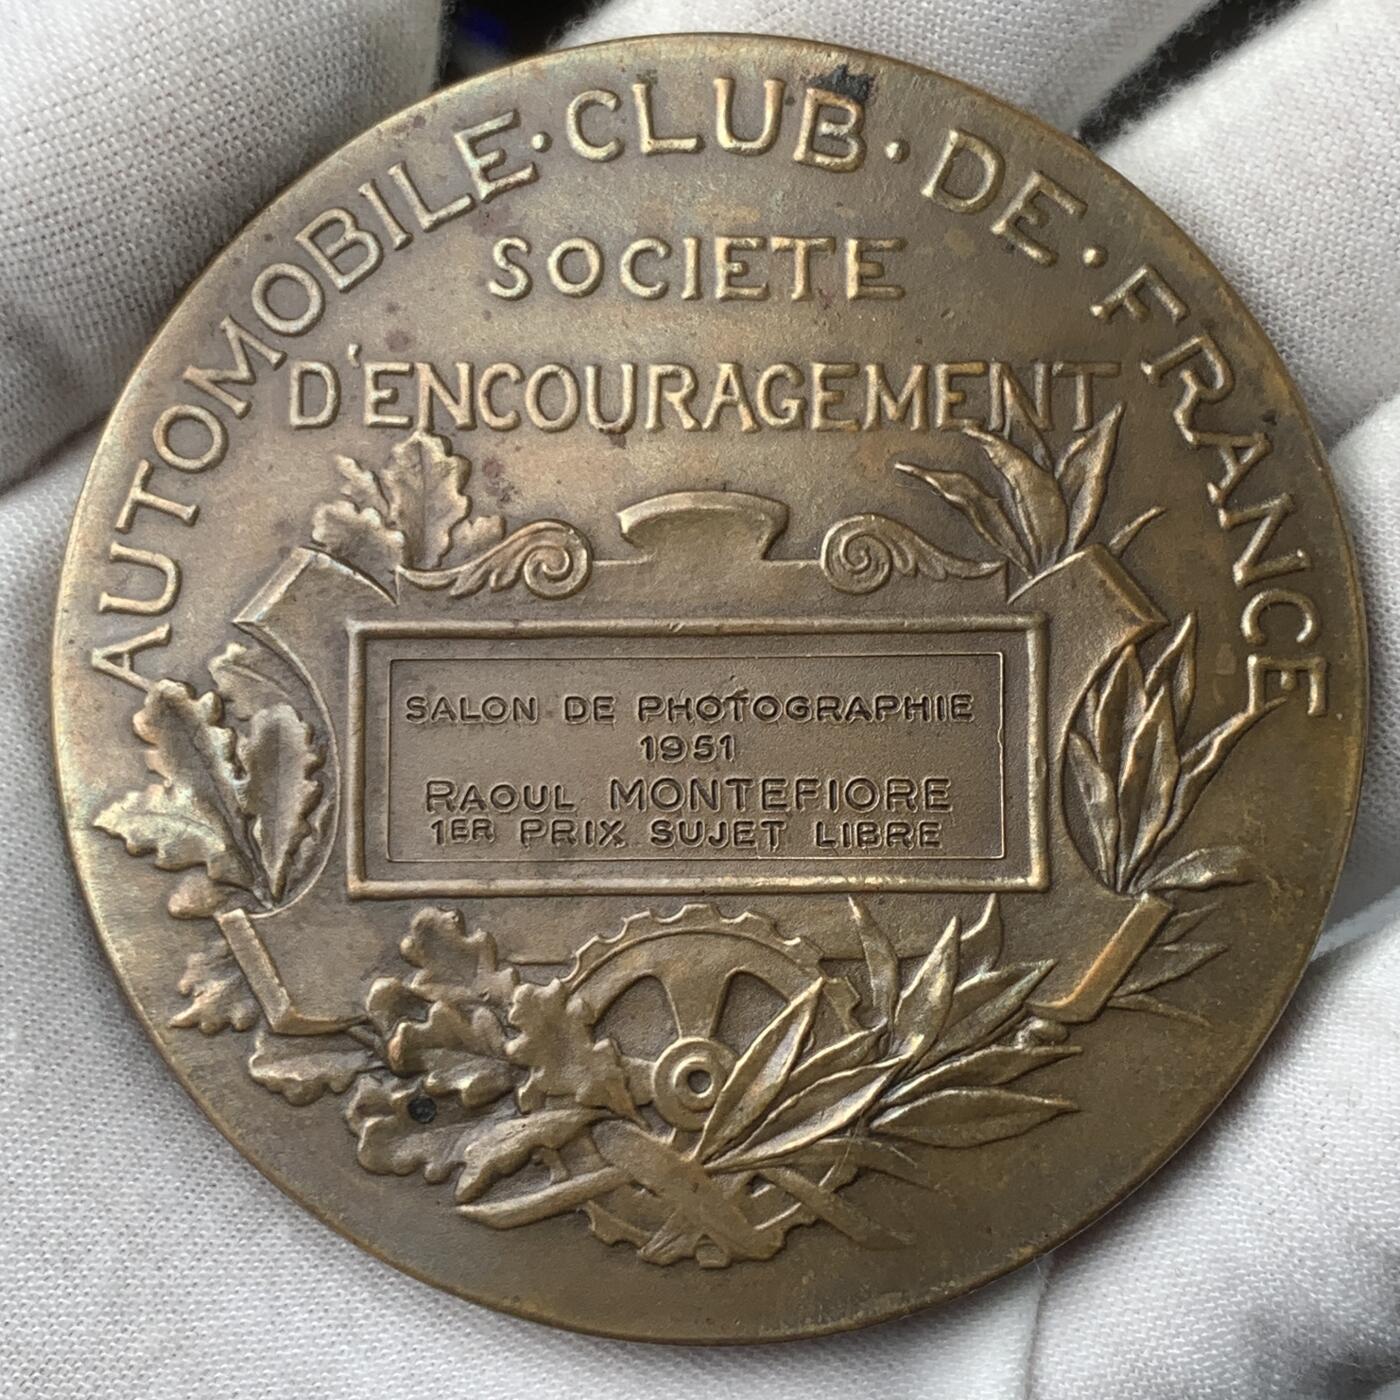 AUTOMOBILE·CLUB·DE·FRANCE
SOCIETE
D'ENCOURAGEMENT
SALON DE PHOTOGRAPHIE
1951
RAOUL MONTEFIORE
1ER PRIX SUJET LIBRE